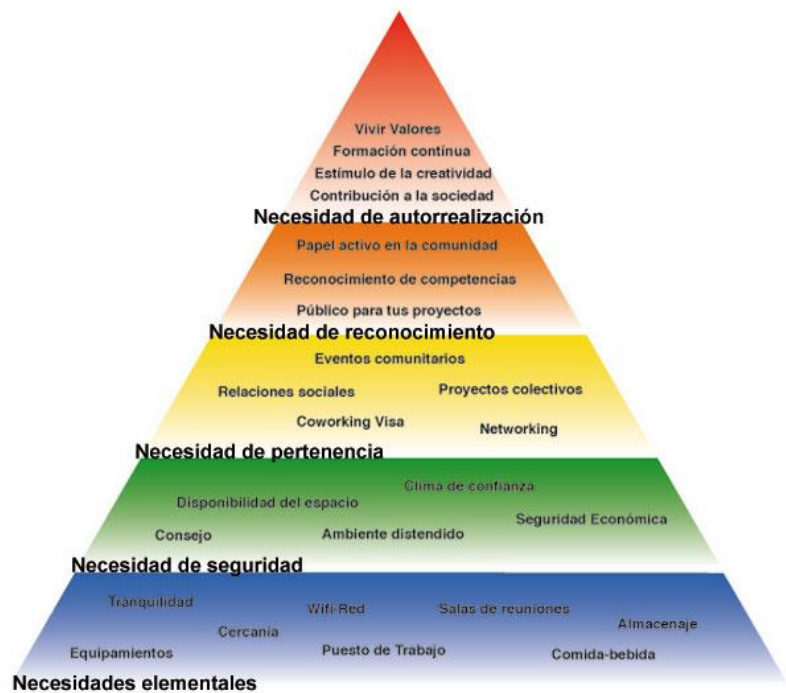 Vivir Valores
Formación contínua
Estímulo de la creatividad
Contribución a la sociedad
Necesidad de autorrealización
Papel activo en la comunidad
Reconocimiento de competencias
Público para tus proyectos
Necesidad de reconocimiento
Eventos comunitarios
Relaciones sociales
Proyectos colectivos
Coworking Visa
Networking
Necesidad de pertenencia
Clima de confianza
Disponibilidad del espacio
Seguridad Económica
Consejo
Ambiente distendido
Necesidad de seguridad
Tranquilidad
Wifi-Red
Salas de reuniones
Almacenaje
Cercanía
Equipamientos
Puesto de Trabajo
Comida-bebida
Necesidades elementales